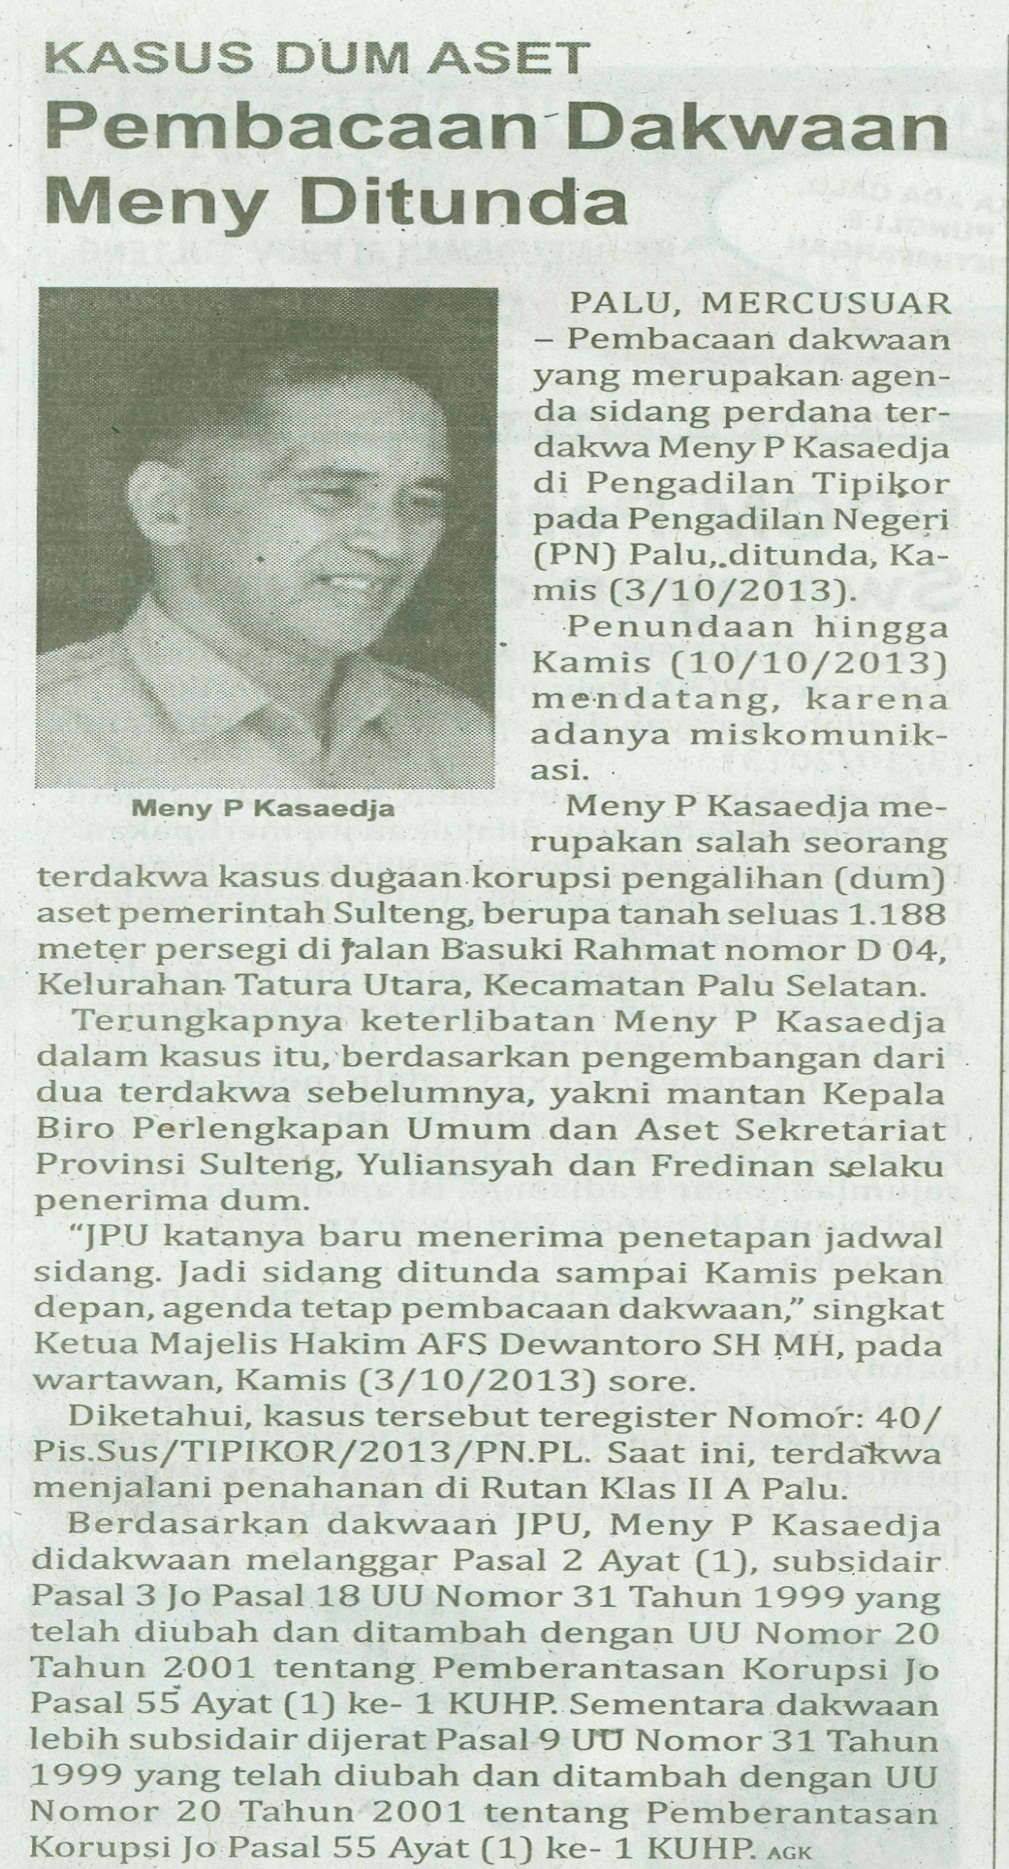 KASUS DUM ASET
Pembacaan Dakwaan
Meny Ditunda
Meny P Kasaedja
PALU, MERCUSUAR
– Pembacaan dakwaan
yang merupakan agen-
da sidang perdana ter-
dakwa Meny P Kasaedja
di Pengadilan Tipikor
pada Pengadilan Negeri
(PN) Palu, ditunda, Ka-
mis (3/10/2013).
Penundaan hingga
Kamis (10/10/2013)
mendatang, karena
adanya miskomunik-
asi.
Meny P Kasaedja me-
rupakan salah seorang
terdakwa kasus dugaan korupsi pengalihan (dum)
aset pemerintah Sulteng, berupa tanah seluas 1.188
meter persegi di Jalan Basuki Rahmat nomor D 04,
Kelurahan Tatura Utara, Kecamatan Palu Selatan.
Terungkapnya keterlibatan Meny P Kasaedja
dalam kasus itu, berdasarkan pengembangan dari
dua terdakwa sebelumnya, yakni mantan Kepala
Biro Perlengkapan Umum dan Aset Sekretariat
Provinsi Sulteng, Yuliansyah dan Fredinan selaku
penerima dum.
“JPU katanya baru menerima penetapan jadwal
sidang. Jadi sidang ditunda sampai Kamis pekan
depan, agenda tetap pembacaan dakwaan,” singkat
Ketua Majelis Hakim AFS Dewantoro SH MH, pada
wartawan, Kamis (3/10/2013) sore.
Diketahui, kasus tersebut teregister Nomor: 40/
Pis.Sus/TIPIKOR/2013/PN.PL. Saat ini, terdakwa
menjalani penahanan di Rutan Klas II A Palu.
Berdasarkan dakwaan JPU, Meny P Kasaedja
didakwaan melanggar Pasal 2 Ayat (1), subsidair
Pasal 3 Jo Pasal 18 UU Nomor 31 Tahun 1999 yang
telah diubah dan ditambah dengan UU Nomor 20
Tahun 2001 tentang Pemberantasan Korupsi Jo
Pasal 55 Ayat (1) ke- 1 KUHP. Sementara dakwaan
lebih subsidair dijerat Pasal 9 UU Nomor 31 Tahun
1999 yang telah diubah dan ditambah dengan UU
Nomor 20 Tahun 2001 tentang Pemberantasan
Korupsi Jo Pasal 55 Ayat (1) ke- 1 KUHP. AGK